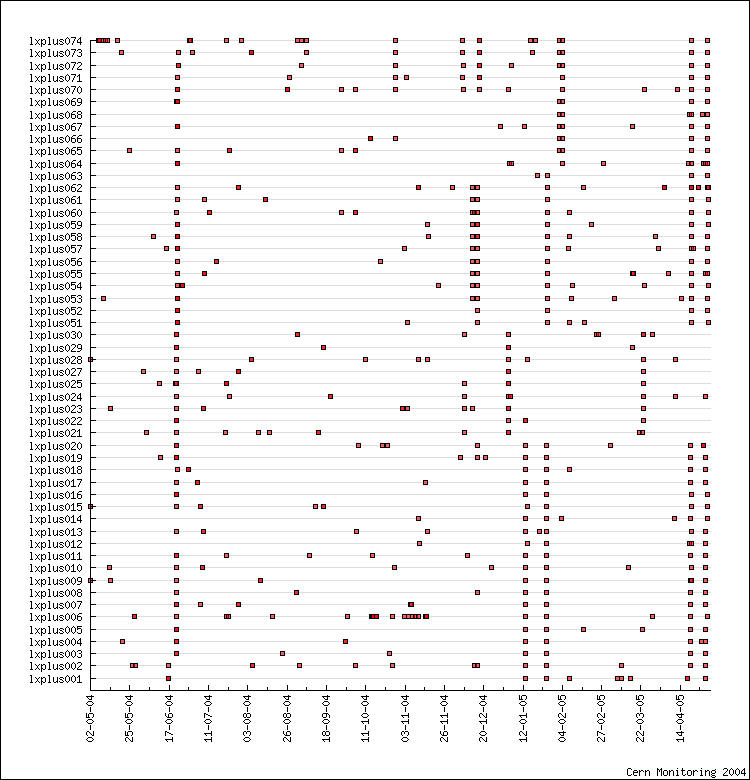 lxplus074
lxplus073
lxplus072
lxplus071
lxplus070
lxplus069
lxplus068
lxplus067
lxplus066
lxplus065
lxplus064
lxplus063
lxplus062
lxplus061
lxplus060
lxplus059
lxplus058
lxplus057
lxplus056
lxplus055
lxplus054
lxplus053
lxplus052
lxplus051
lxplus030
lxplus029
lxplus028
lxplus027
lxplus025
lxplus024
lxplus023
lxplus022
lxplus021
lxplus020
lxplus019
lxplus018
lxplus017
lxplus016
lxplus015
lxplus014
lxplus013
lxplus012
lxplus011
lxplus010
lxplus009
lxplus008
lxplus007
lxplus006
lxplus005
lxplus004
lxplus003
lxplus002
lxplus001
02-05-04
25-05-04
17-06-04
11-07-04
03-08-04
26-08-04
18-09-04
11-10-04
03-11-04
26-11-04
20-12-04
12-01-05
04-02-05
27-02-05
22-03-05
14-04-05
Cern Monitoring 2004